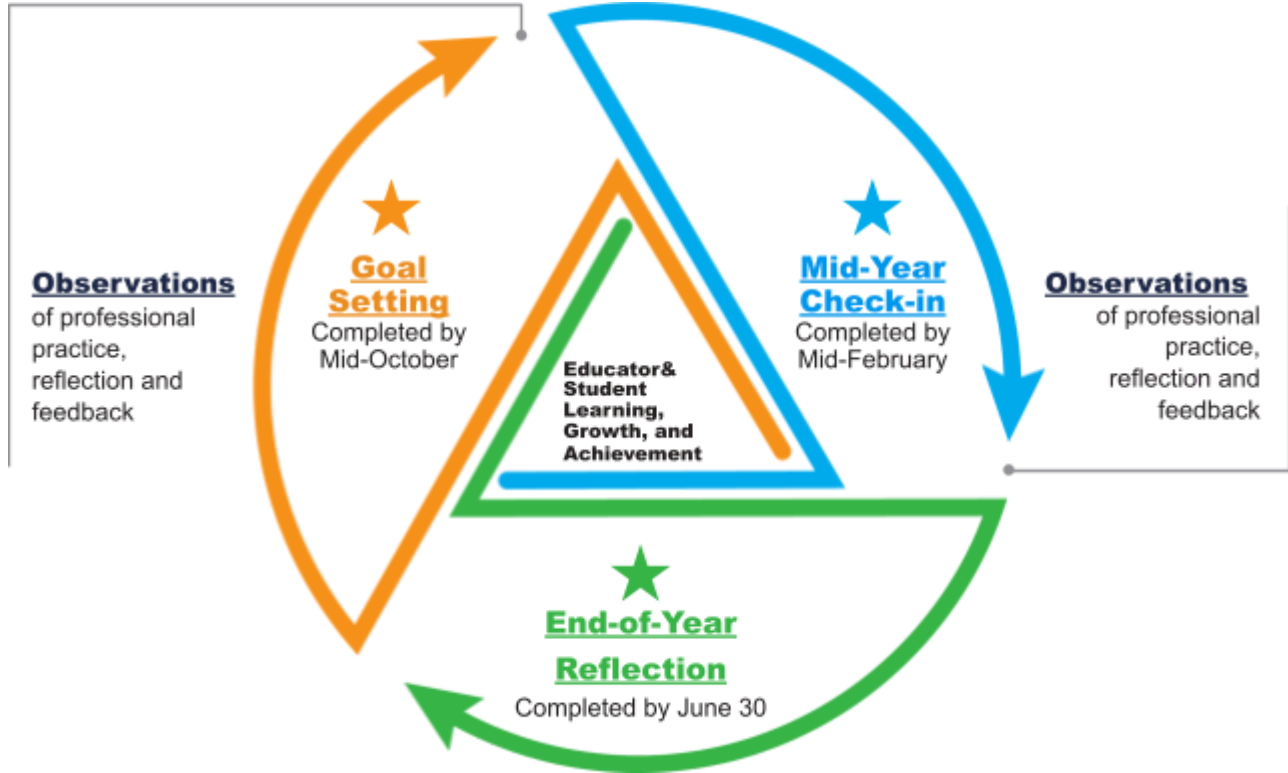 Observations
of professional
practice,
reflection and
feedback
Goal
Setting
Completed by
Mid-October
Educator&
Student
Learning,
Growth, and
Achievement
Mid-Year
Check-in
Completed by
Mid-February
Observations
of professional
practice,
reflection and
feedback
End-of-Year
Reflection
Completed by June 30